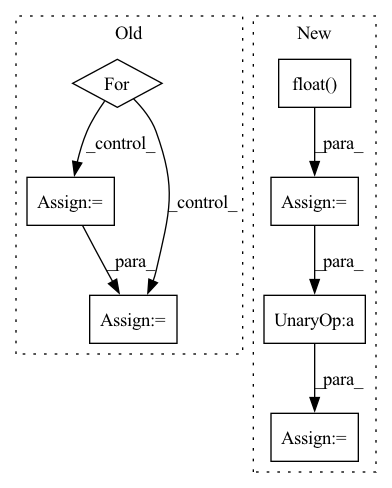 Old
New
For
float()
_control_
_control_
_para_
Assign:=
Assign:=
_para_
_para_
Assign:=
UnaryOp:a
_para_
Assign:=